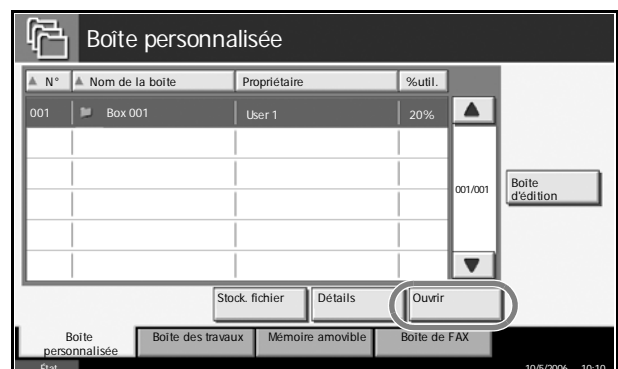 Boîte personnalisée
N° Nom de la boîte Propriétaire %util.
001 Box 001 User 1 20%
001/001
Boîte
d'édition
Stock. fichier Détails Ouvrir
Boîte
personnalisée
Boîte des travaux Mémoire amovible Boîte de FAX
État 10/5/2006 10:10